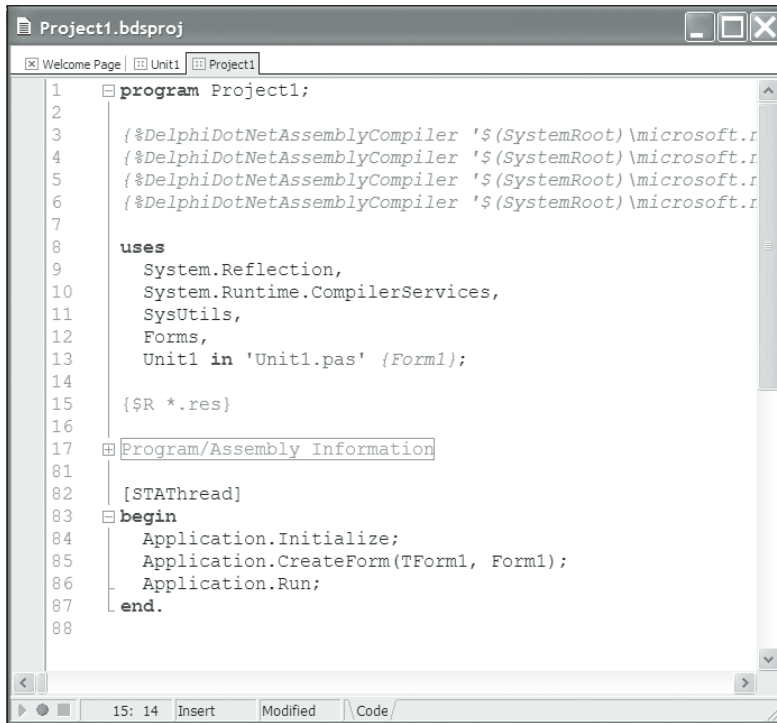 Project1.bdsproj
Welcome Page Unit1 Project1
1 program Project1;
2
3 {%DelphiDotNetAssemblyCompiler '$(SystemRoot)\microsoft.n
4 {%DelphiDotNetAssemblyCompiler '$(SystemRoot)\microsoft.n
5 {%DelphiDotNetAssemblyCompiler '$(SystemRoot)\microsoft.n
6 {%DelphiDotNetAssemblyCompiler '$(SystemRoot)\microsoft.n
7
8 uses
9 System.Reflection,
10 System.Runtime.CompilerServices,
11 SysUtils,
12 Forms,
13 Unit1 in 'Unit1.pas' {Form1};
14
15 {$R *.res}
16
17 Program/Assembly Information
81
82 [STAThread]
83 begin
84 Application.Initialize;
85 Application.CreateForm(TForm1, Form1);
86 Application.Run;
87 end.
88
15: 14 Insert Modified Code